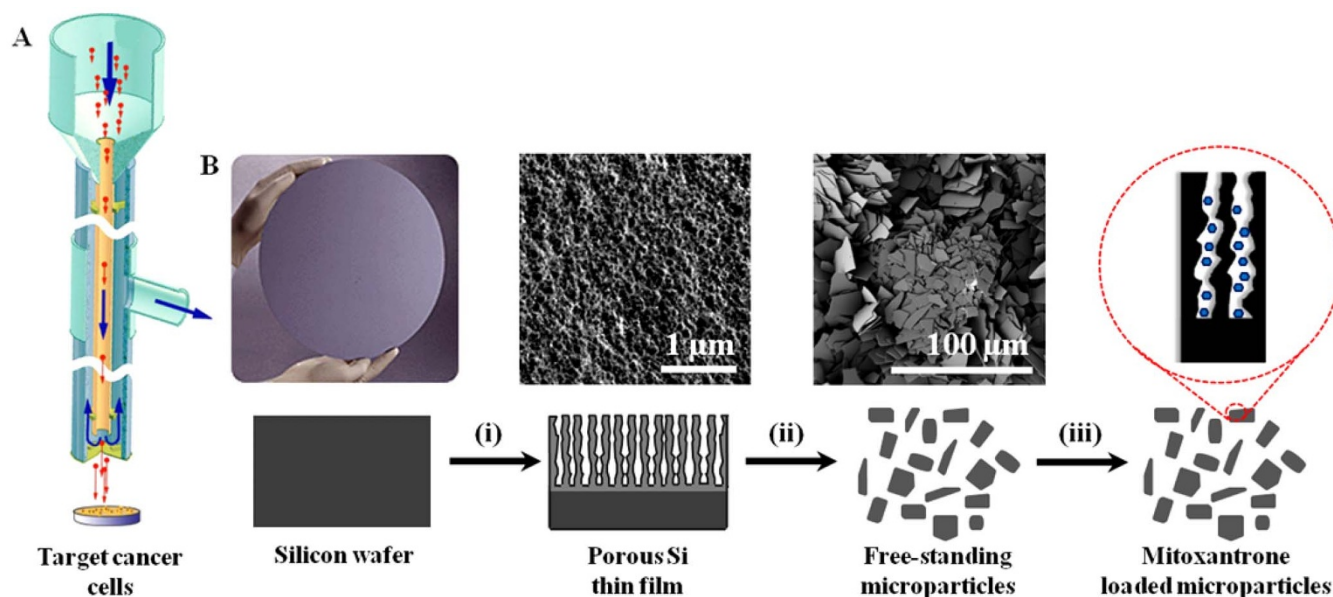 A
B
1 μm
100 μm
(i)
(ii)
(iii)
Target cancer
cells
Silicon wafer
Porous Si
thin film
Free-standing
microparticles
Mitoxantrone
loaded microparticles